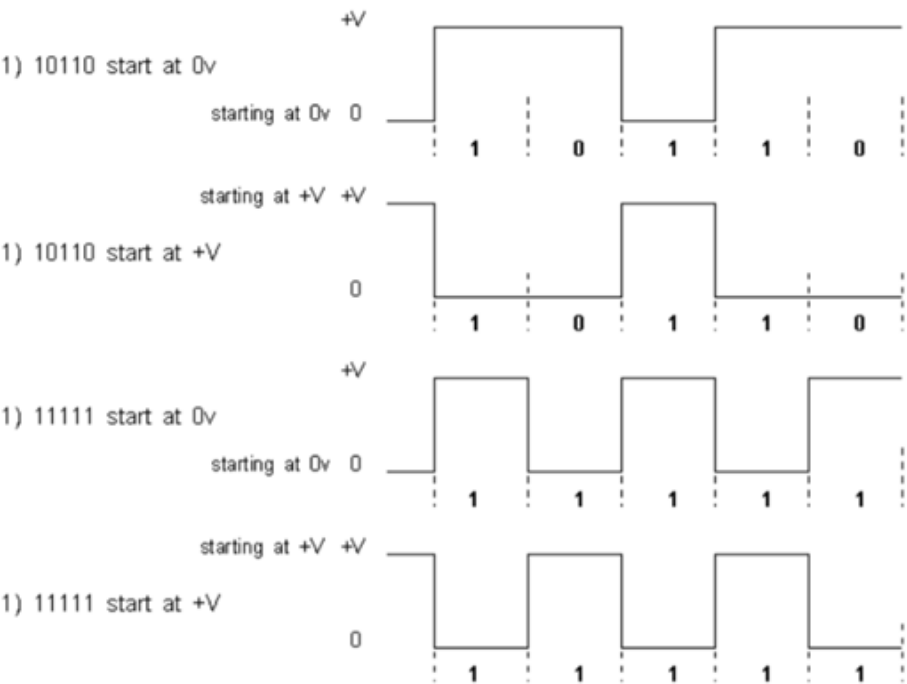 +V
1) 10110 start at 0v
starting at 0v 0
1 0 1 1 0
starting at +V +V
1) 10110 start at +V
0
1 0 1 1 0
+V
1) 11111 start at 0v
starting at 0v 0
1 1 1 1 1
starting at +V +V
1) 11111 start at +V
0
1 1 1 1 1